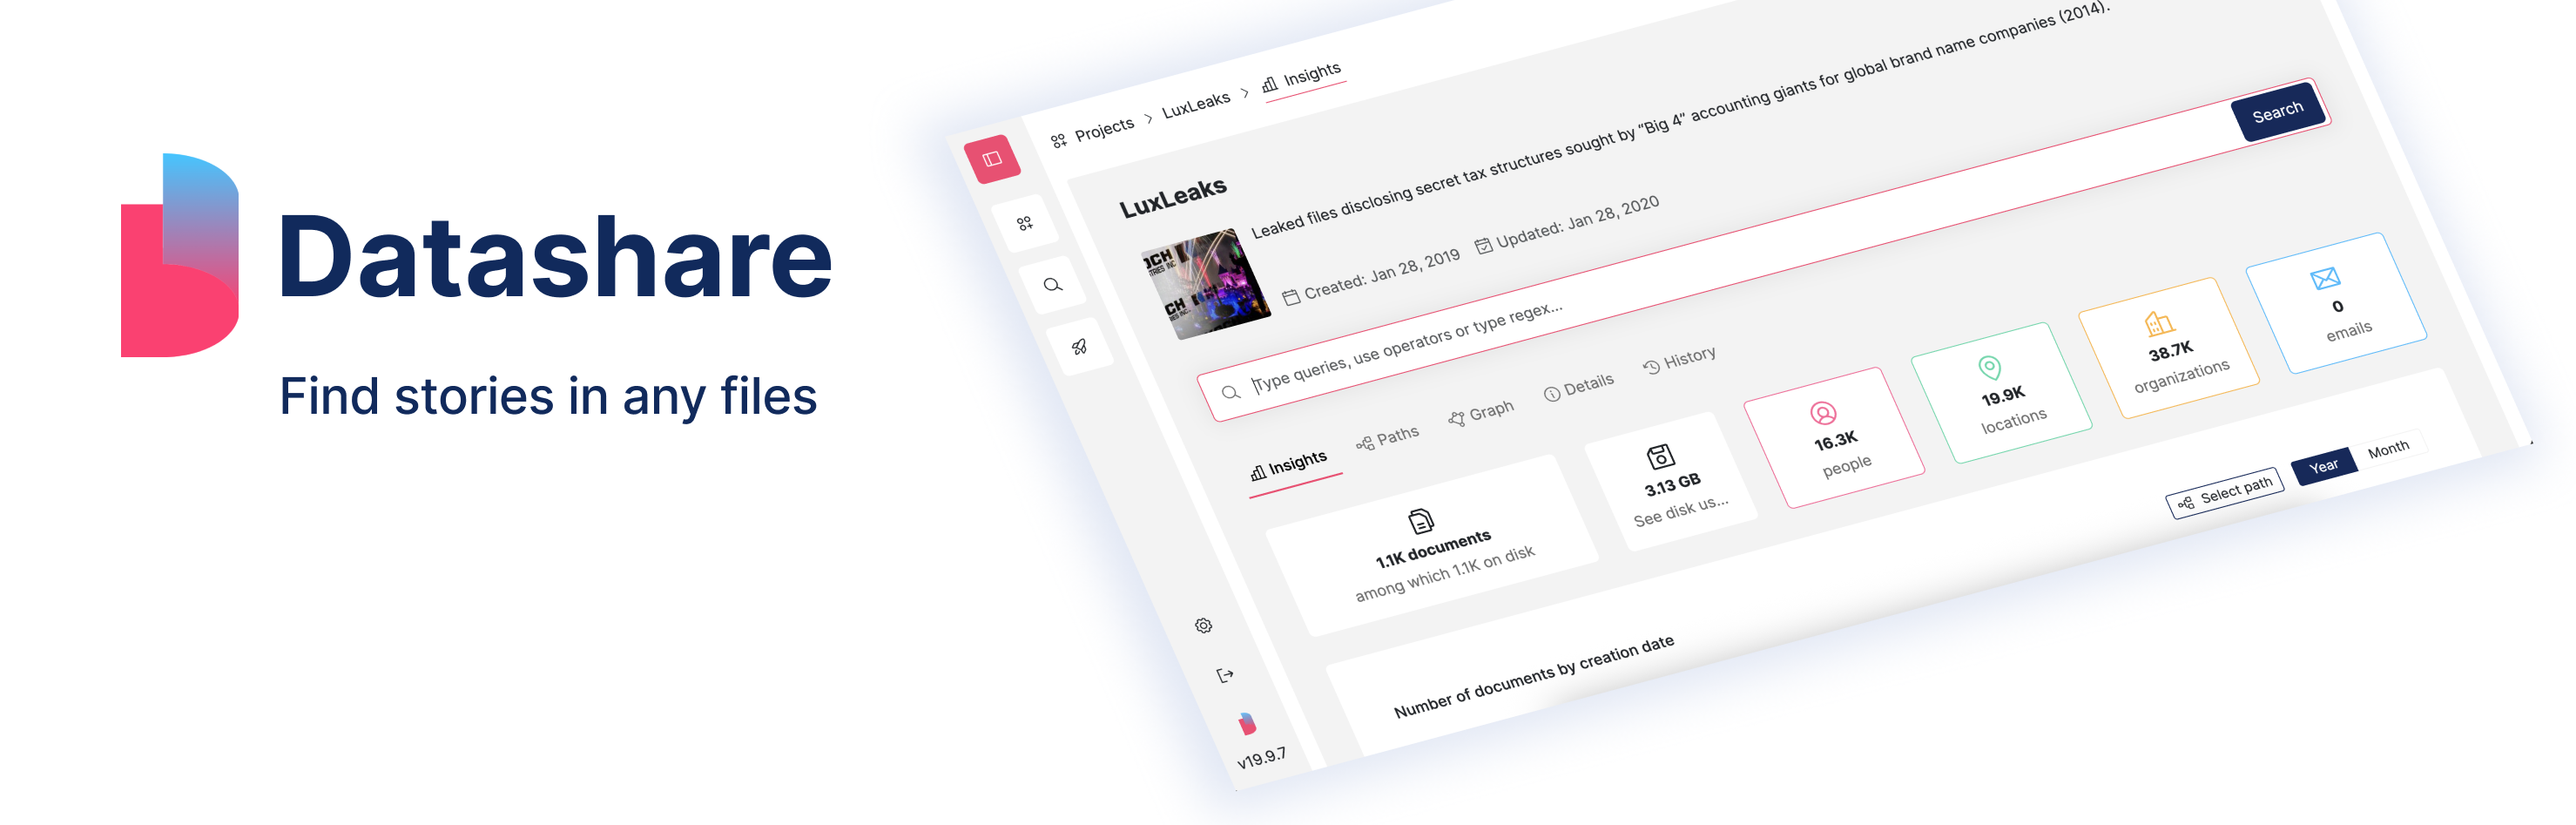 Datashare
Find stories in any files
Projects > LuxLeaks > Insights
LuxLeaks
Leaked files disclosing secret tax structures sought by “Big 4” accounting giants for global brand name companies (2014).
Created: Jan 28, 2019 Updated: Jan 28, 2020
Type queries, use operators or type regex...
Search
Insights Paths Graph Details History
1.1K documents
among which 1.1K on disk
3.13 GB
See disk us...
16.3K
people
19.9K
locations
38.7K
organizations
0
emails
Select path Year Month
Number of documents by creation date
v19.9.7